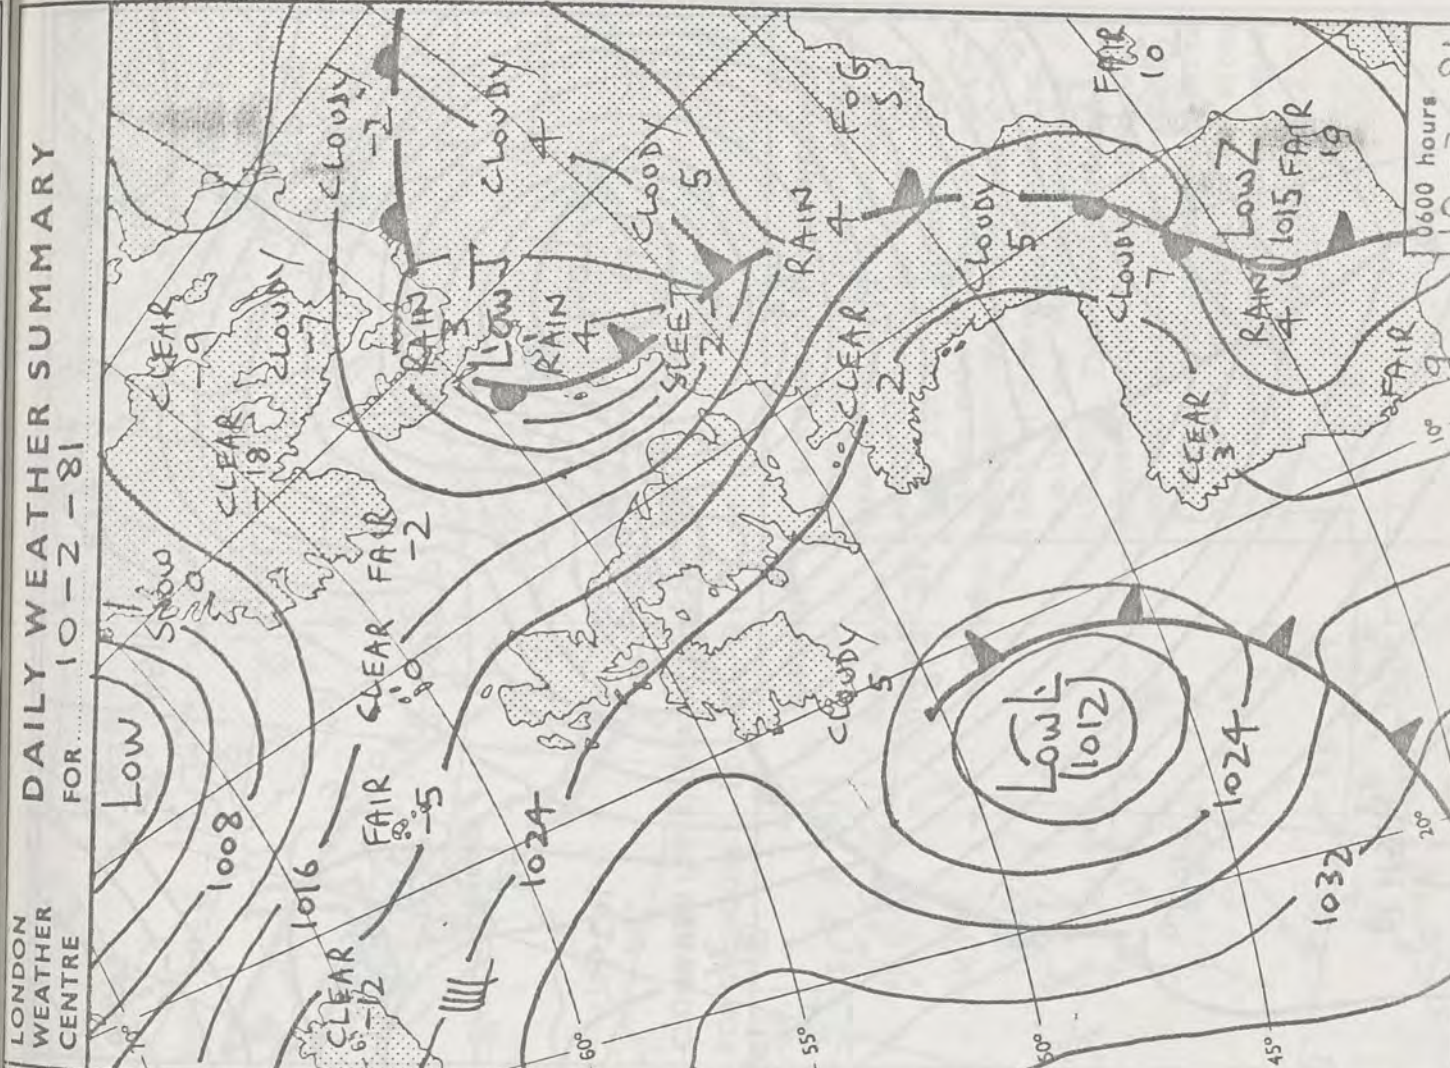 LONDON
WEATHER
CENTRE
DAILY WEATHER SUMMARY
FOR 10-2-81
LOW
SNOW
0
CLEAR
-9
CLEAR
-18
CLOUDY
-7
CLOUDY
-2
CLOUDY
4
CLOUDY
5
FOG
5
FAIR
10
1008
1016
FAIR
-5
CLEAR
0
FAIR
-2
RAIN
3
LOW J
RAIN
4
SLEET
2
RAIN
4
CLEAR
-12
1024
CLEAR
2
LOUDY
5
CLOUDY
7
LOW Z
1015
FAIR
19
RAIN
4
CLEAR
3
FAIR
9
CLOUDY
5
LOW L
1012
1024
1032
60°
55°
50°
45°
20°
10°
0600 hours